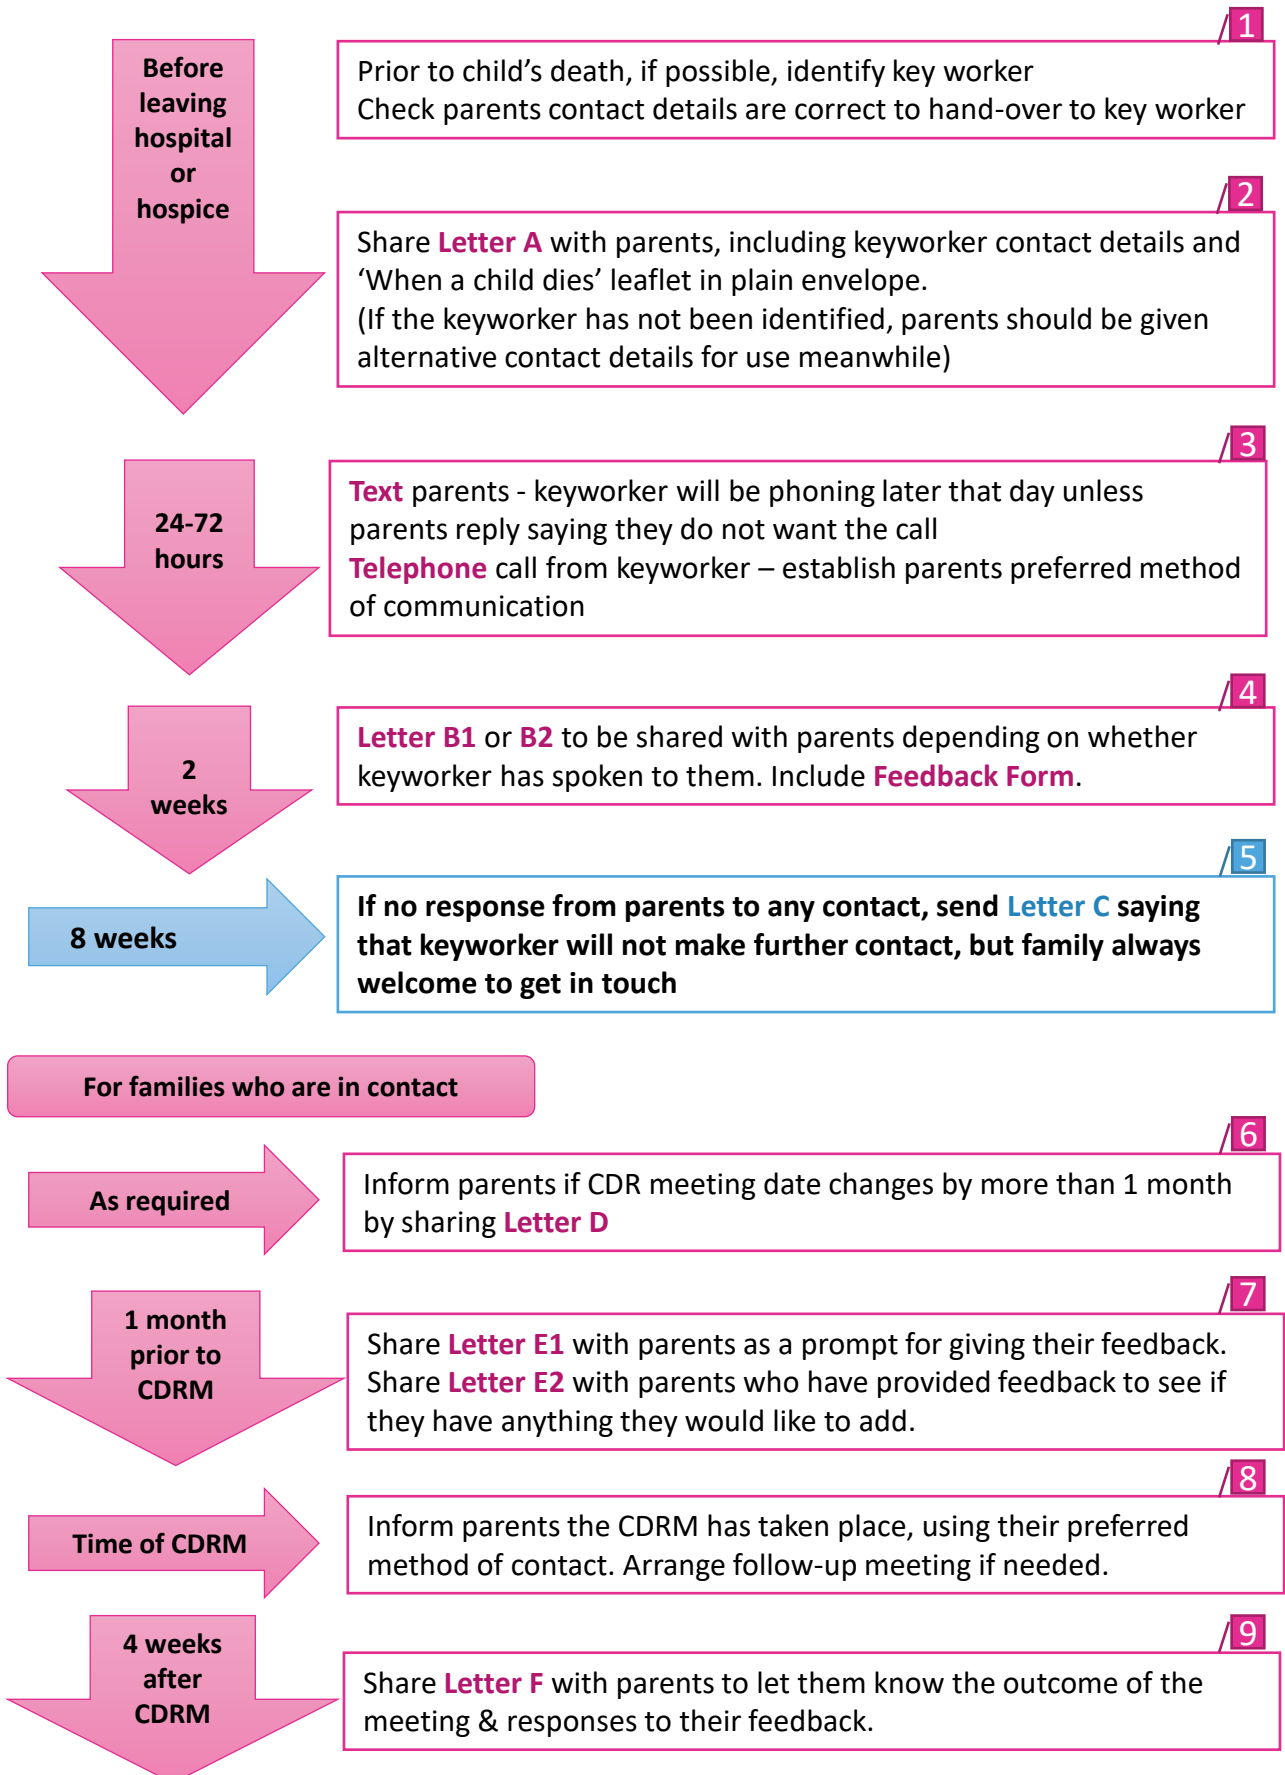 1
Before
leaving
hospital
or
hospice
Prior to child’s death, if possible, identify key worker
Check parents contact details are correct to hand-over to key worker
2
Share Letter A with parents, including keyworker contact details and
‘When a child dies’ leaflet in plain envelope.
(If the keyworker has not been identified, parents should be given
alternative contact details for use meanwhile)
3
24-72
hours
Text parents - keyworker will be phoning later that day unless
parents reply saying they do not want the call
Telephone call from keyworker – establish parents preferred method
of communication
4
2
weeks
Letter B1 or B2 to be shared with parents depending on whether
keyworker has spoken to them. Include Feedback Form.
5
8 weeks
If no response from parents to any contact, send Letter C saying
that keyworker will not make further contact, but family always
welcome to get in touch
For families who are in contact
6
As required
Inform parents if CDR meeting date changes by more than 1 month
by sharing Letter D
7
1 month
prior to
CDRM
Share Letter E1 with parents as a prompt for giving their feedback.
Share Letter E2 with parents who have provided feedback to see if
they have anything they would like to add.
8
Time of CDRM
Inform parents the CDRM has taken place, using their preferred
method of contact. Arrange follow-up meeting if needed.
9
4 weeks
after
CDRM
Share Letter F with parents to let them know the outcome of the
meeting & responses to their feedback.